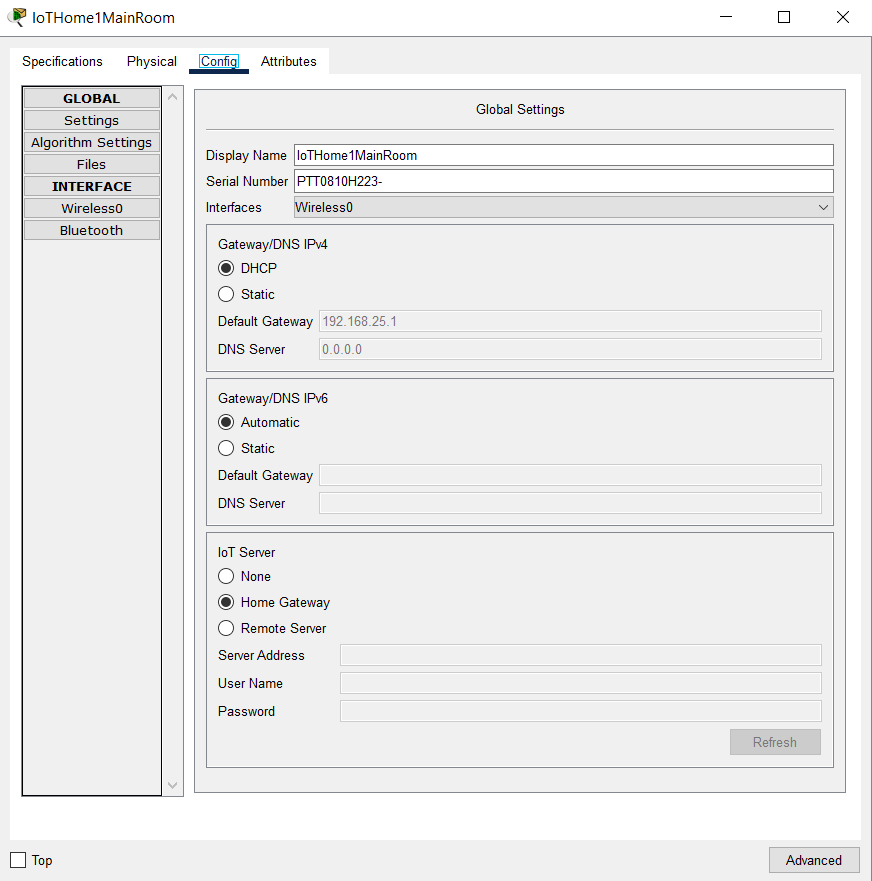 IoTHome1MainRoom
Specifications Physical Config Attributes
GLOBAL
Settings
Algorithm Settings
Files
INTERFACE
Wireless0
Bluetooth
Global Settings
Display Name IoTHome1MainRoom
Serial Number PTT0810H223-
Interfaces Wireless0
Gateway/DNS IPv4
DHCP
Static
Default Gateway 192.168.25.1
DNS Server 0.0.0.0
Gateway/DNS IPv6
Automatic
Static
Default Gateway
DNS Server
IoT Server
None
Home Gateway
Remote Server
Server Address
User Name
Password
Refresh
Top
Advanced